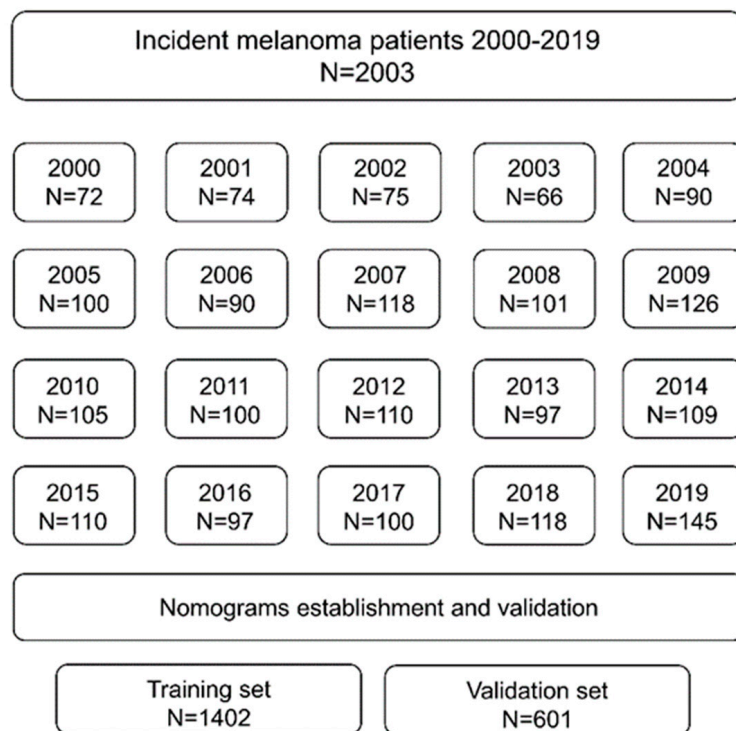 Incident melanoma patients 2000-2019
N=2003
2000
N=72
2001
N=74
2002
N=75
2003
N=66
2004
N=90
2005
N=100
2006
N=90
2007
N=118
2008
N=101
2009
N=126
2010
N=105
2011
N=100
2012
N=110
2013
N=97
2014
N=109
2015
N=110
2016
N=97
2017
N=100
2018
N=118
2019
N=145
Nomograms establishment and validation
Training set
N=1402
Validation set
N=601